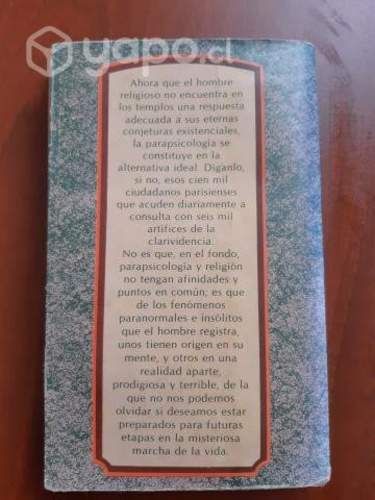 yapo.cl
Ahora que el hombre
religioso no encuentra en
los templos una respuesta
adecuada a sus eternas
conjeturas existenciales,
la parapsicología se
constituye en la
alternativa ideal. Díganlo,
si no, esos cien mil
ciudadanos parisienses
que acuden diariamente a
consulta con seis mil
artífices de la
clarividencia.
No es que, en el fondo,
parapsicología y religión
no tengan afinidades y
puntos en común; es que
de los fenómenos
paranormales e insólitos
que el hombre registra,
unos tienen origen en su
mente, y otros en una
realidad aparte,
prodigiosa y terrible, de la
que no nos podemos
olvidar si deseamos estar
preparados para futuras
etapas en la misteriosa
marcha de la vida.